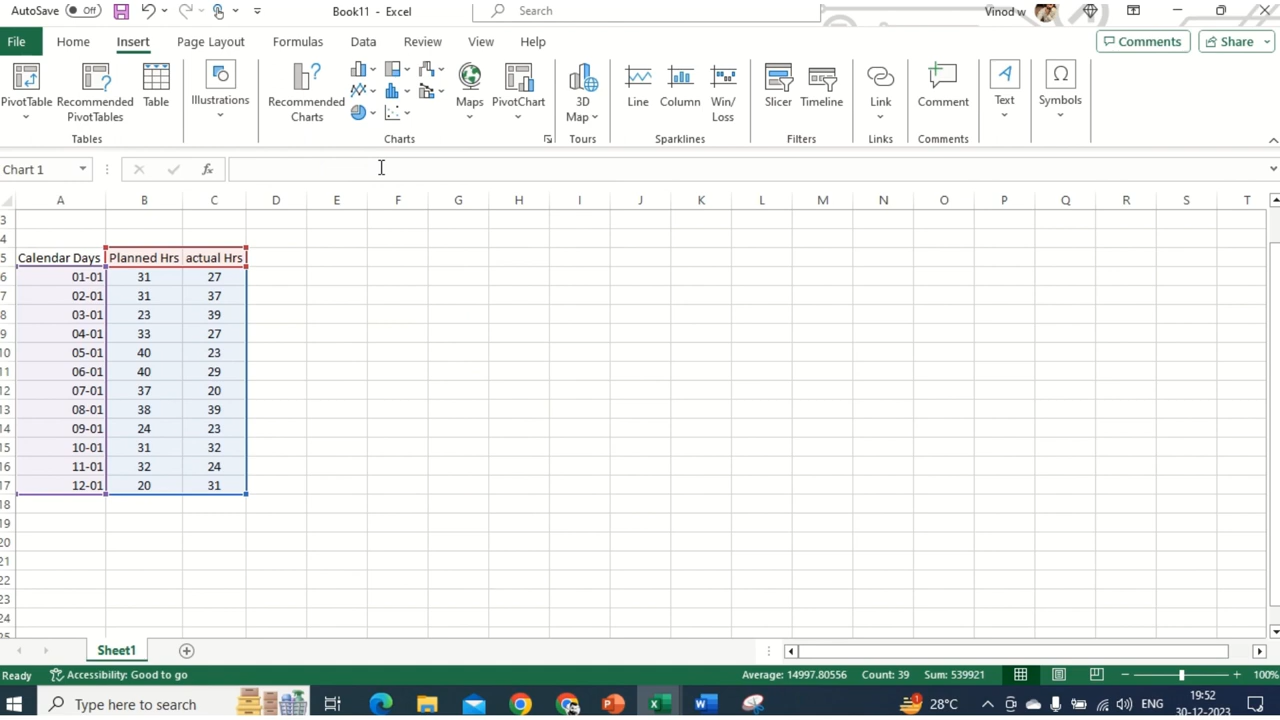 AutoSave Off Book11 - Excel Search Vinod w
File Home Insert Page Layout Formulas Data Review View Help Comments Share
PivotTable Recommended PivotTables Table Illustrations Recommended Charts Maps PivotChart 3D Map Line Column Win/Loss Slicer Timeline Link Comment Text Symbols
Tables Charts Tours Sparklines Filters Links Comments
Chart 1 fx
A B C D E F G H I J K L M N O P Q R S T
3
4
5 Calendar Days Planned Hrs actual Hrs
6 01-01 31 27
7 02-01 31 37
8 03-01 23 39
9 04-01 33 27
10 05-01 40 23
11 06-01 40 29
12 07-01 37 20
13 08-01 38 39
14 09-01 24 23
15 10-01 31 32
16 11-01 32 24
17 12-01 20 31
18
19
20
21
22
23
24
25
Sheet1
Ready Accessibility: Good to go Average: 14997.80556 Count: 39 Sum: 539921 100%
Type here to search 28°C ENG 19:52
30-12-2023